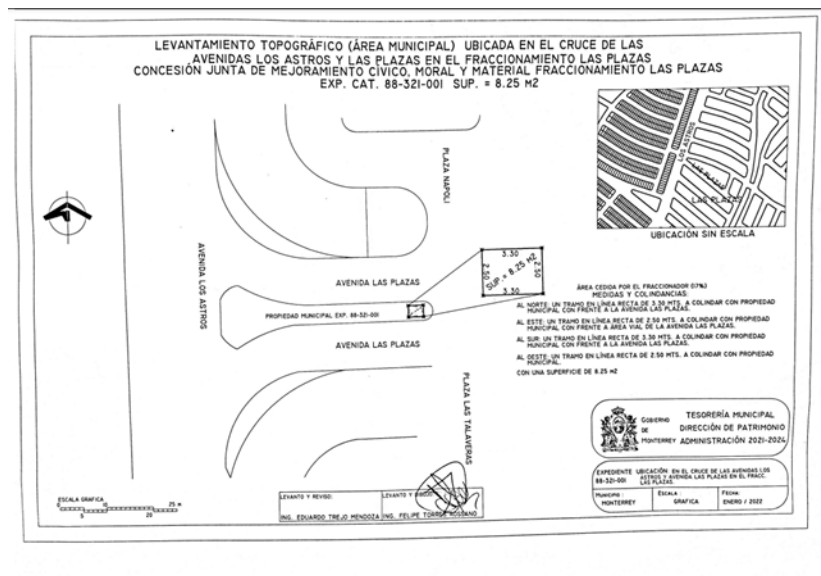 LEVANTAMIENTO TOPOGRÁFICO (ÁREA MUNICIPAL) UBICADA EN EL CRUCE DE LAS
AVENIDAS LOS ASTROS Y LAS PLAZAS EN EL FRACCIONAMIENTO LAS PLAZAS
CONCESIÓN JUNTA DE MEJORAMIENTO CÍVICO, MORAL Y MATERIAL FRACCIONAMIENTO LAS PLAZAS
EXP. CAT. 88-321-001 SUP. = 8.25 M2
PLAZA NAPOLI
LOS ASTROS
LAS PLAZAS
LAS PLAZAS
UBICACIÓN SIN ESCALA
AVENIDA LOS ASTROS
AVENIDA LAS PLAZAS
PROPIEDAD MUNICIPAL EXP. 88-321-001
AVENIDA LAS PLAZAS
3.30
2.50
SUP. = 8.25 M2
2.50
3.30
ÁREA CEDIDA POR EL FRACCIONADOR (17%)
MEDIDAS Y COLINDANCIAS:
AL NORTE: UN TRAMO EN LÍNEA RECTA DE 3.30 MTS. A COLINDAR CON PROPIEDAD
MUNICIPAL CON FRENTE A LA AVENIDA LAS PLAZAS.
AL ESTE: UN TRAMO EN LÍNEA RECTA DE 2.50 MTS. A COLINDAR CON PROPIEDAD
MUNICIPAL CON FRENTE A ÁREA VIAL DE LA AVENIDA LAS PLAZAS.
AL SUR: UN TRAMO EN LÍNEA RECTA DE 3.30 MTS. A COLINDAR CON PROPIEDAD
MUNICIPAL CON FRENTE A LA AVENIDA LAS PLAZAS.
AL OESTE: UN TRAMO EN LÍNEA RECTA DE 2.50 MTS. A COLINDAR CON PROPIEDAD
MUNICIPAL.
CON UNA SUPERFICIE DE 8.25 m2
PLAZA LAS TALAVERAS
GOBIERNO
DE
MONTERREY
TESORERÍA MUNICIPAL
DIRECCIÓN DE PATRIMONIO
ADMINISTRACIÓN 2021-2024
EXPEDIENTE
88-321-001
UBICACIÓN EN EL CRUCE DE LAS AVENIDAS LOS
ASTROS Y AVENIDA LAS PLAZAS EN EL FRACC.
LAS PLAZAS.
MUNICIPIO:
MONTERREY
ESCALA:
GRAFICA
FECHA:
ENERO / 2022
ESCALA GRAFICA
0 10 25 m
5 20
LEVANTO Y REVISO:
ING. EDUARDO TREJO MENDOZA
LEVANTO Y
ING. FELIPE TORRES